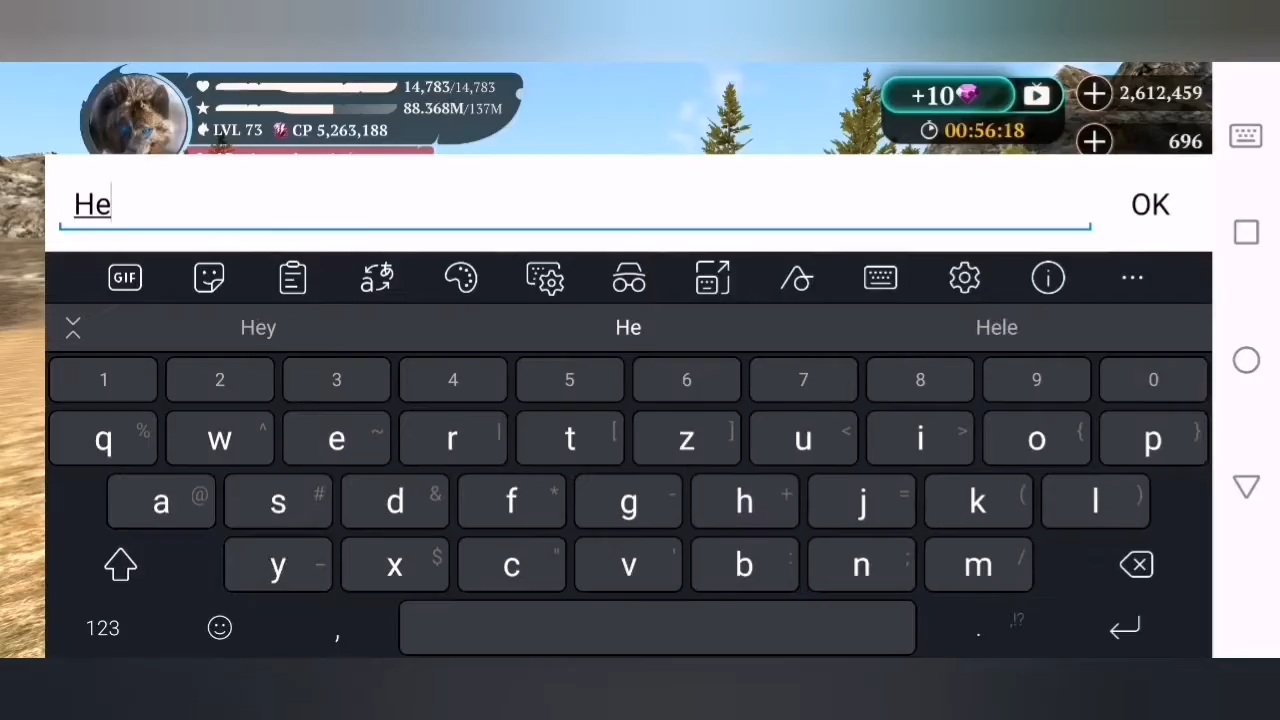 14,783/14,783
88.368M/137M
LVL 73 CP 5,263,188
+10
00:56:18
2,612,459
696
He
OK
GIF
Hey He Hele
1 2 3 4 5 6 7 8 9 0
q % w ^ e ~ r | t [ z ] u < i > o { p }
a @ s # d & f * g - h + j = k ( l )
y _ x $ c " v ' b : n ; m /
123 , . ,!?